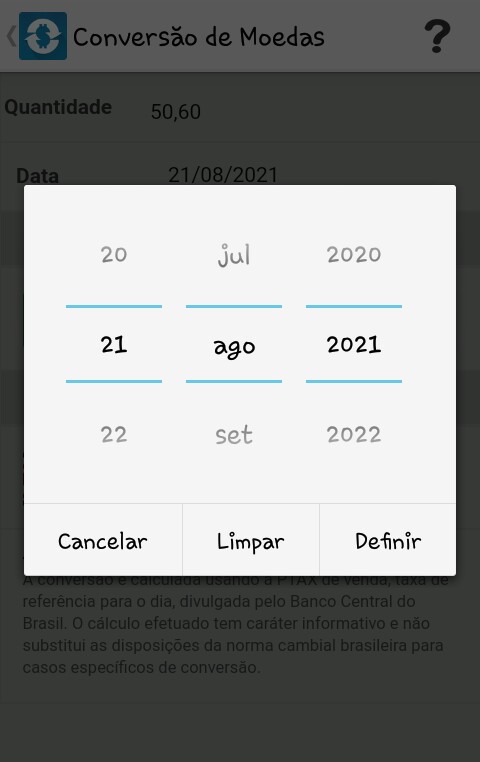 Conversão de Moedas ?
Quantidade 50,60
Data 21/08/2021
20 jul 2020
21 ago 2021
22 set 2022
Cancelar Limpar Definir
A conversão é calculada usando a PTAX de venda, taxa de
referência para o dia, divulgada pelo Banco Central do
Brasil. O cálculo efetuado tem caráter informativo e não
substitui as disposições da norma cambial brasileira para
casos específicos de conversão.